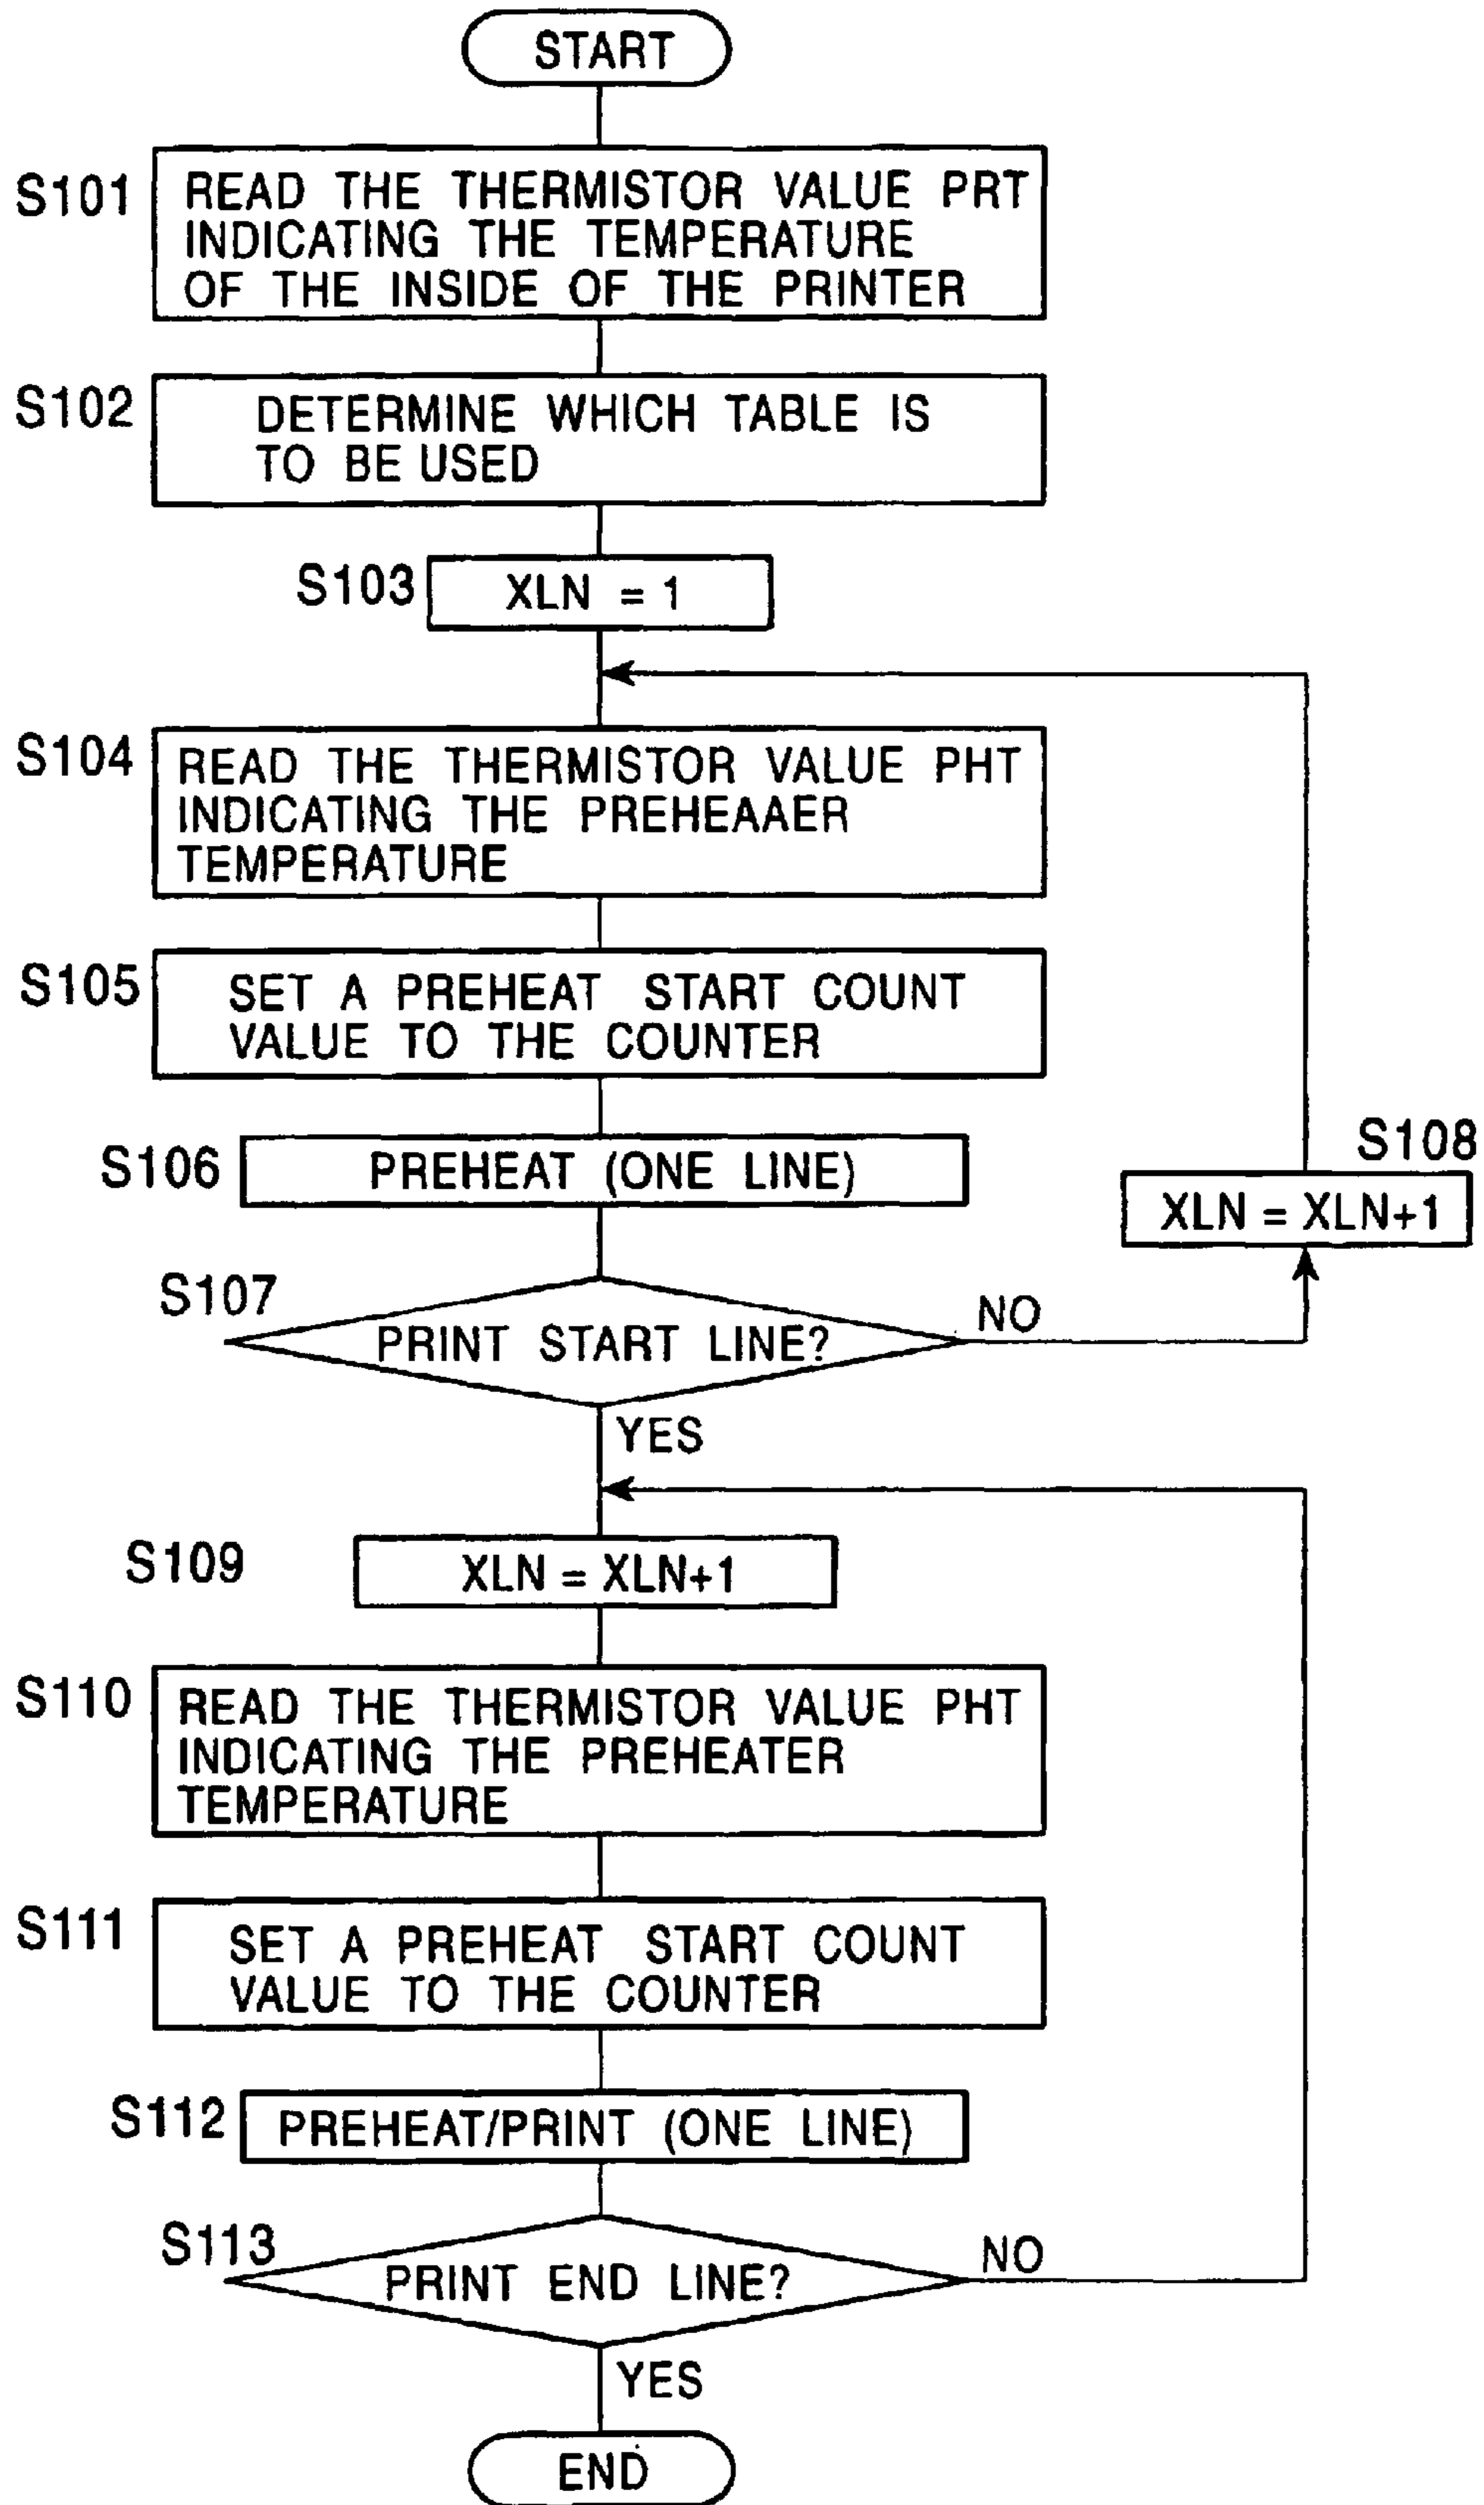 START
S101
READ THE THERMISTOR VALUE PRT
INDICATING THE TEMPERATURE
OF THE INSIDE OF THE PRINTER
S102
DETERMINE WHICH TABLE IS
TO BE USED
S103
XLN = 1
S104
READ THE THERMISTOR VALUE PHT
INDICATING THE PREHEAAER
TEMPERATURE
S105
SET A PREHEAT START COUNT
VALUE TO THE COUNTER
S106
PREHEAT (ONE LINE)
S108
XLN = XLN+1
S107
PRINT START LINE?
NO
YES
S109
XLN = XLN+1
S110
READ THE THERMISTOR VALUE PHT
INDICATING THE PREHEATER
TEMPERATURE
S111
SET A PREHEAT START COUNT
VALUE TO THE COUNTER
S112
PREHEAT/PRINT (ONE LINE)
S113
PRINT END LINE?
NO
YES
END